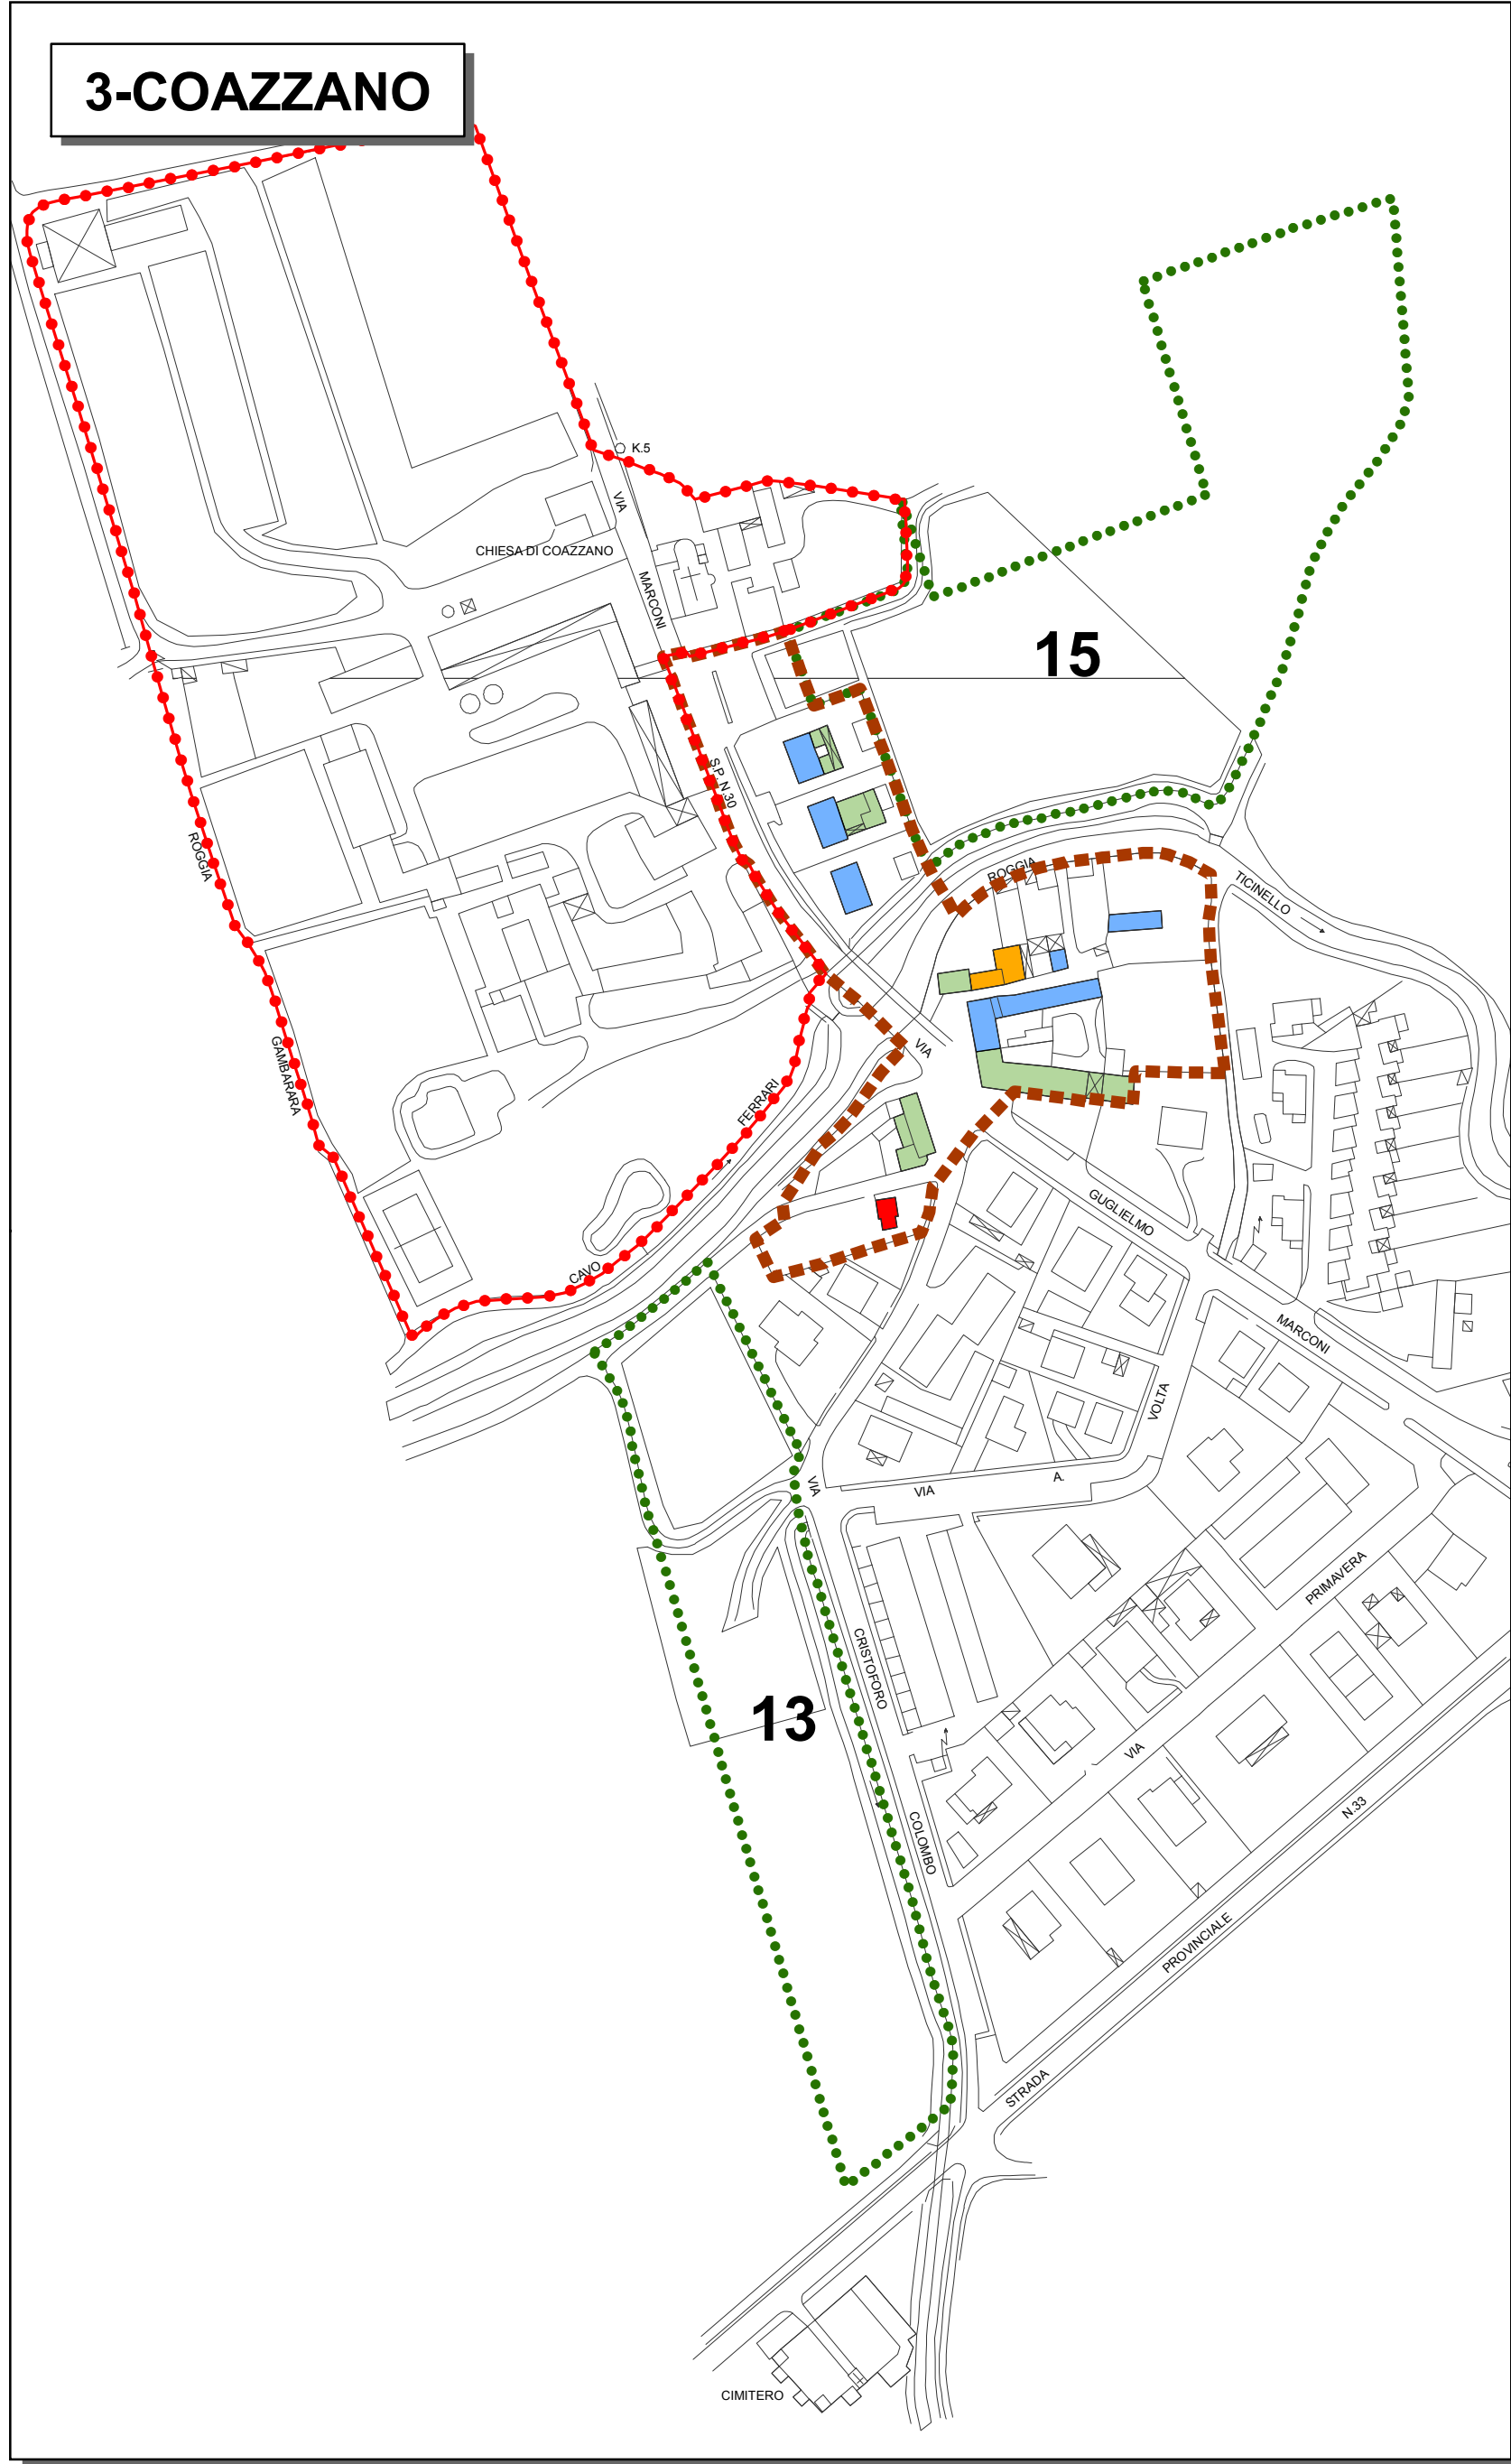 3-COAZZANO
K.5
VIA
CHIESA DI COAZZANO
MARCONI
15
S.P. N.30
ROGGIA
ROGGIA
TICINELLO
GAMBARARA
VIA
FERRARI
GUGLIELMO
CAVO
MARCONI
VOLTA
VIA
VIA
A.
PRIMAVERA
CRISTOFORO
13
VIA
N.33
COLOMBO
PROVINCIALE
STRADA
CIMITERO